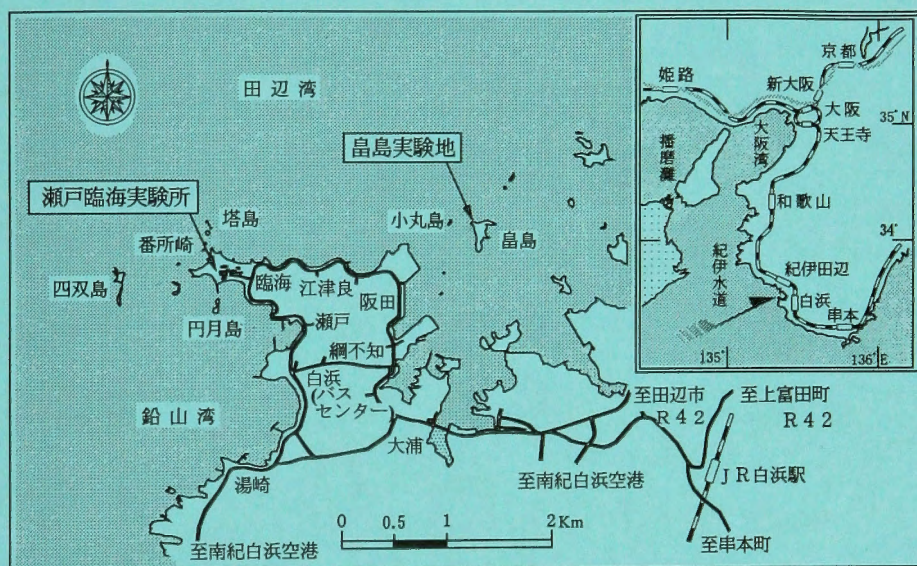 田辺湾
畠島実験地
瀬戸臨海実験所
塔島
番所崎
小丸島
畠島
四双島
臨海
江津良
阪田
円月島
瀬戸
綱不知
白浜
(バス
センター)
鉛山湾
大浦
湯崎
至田辺市
R42
至上富田町
R42
至南紀白浜空港
JR白浜駅
至串本町
至南紀白浜空港
0 0.5 1 2Km
京都
姫路
新大阪
大阪
35°N
天王寺
大阪湾
播磨灘
和歌山
34°
紀伊水道
紀伊田辺
白浜
串本
135°
136°E